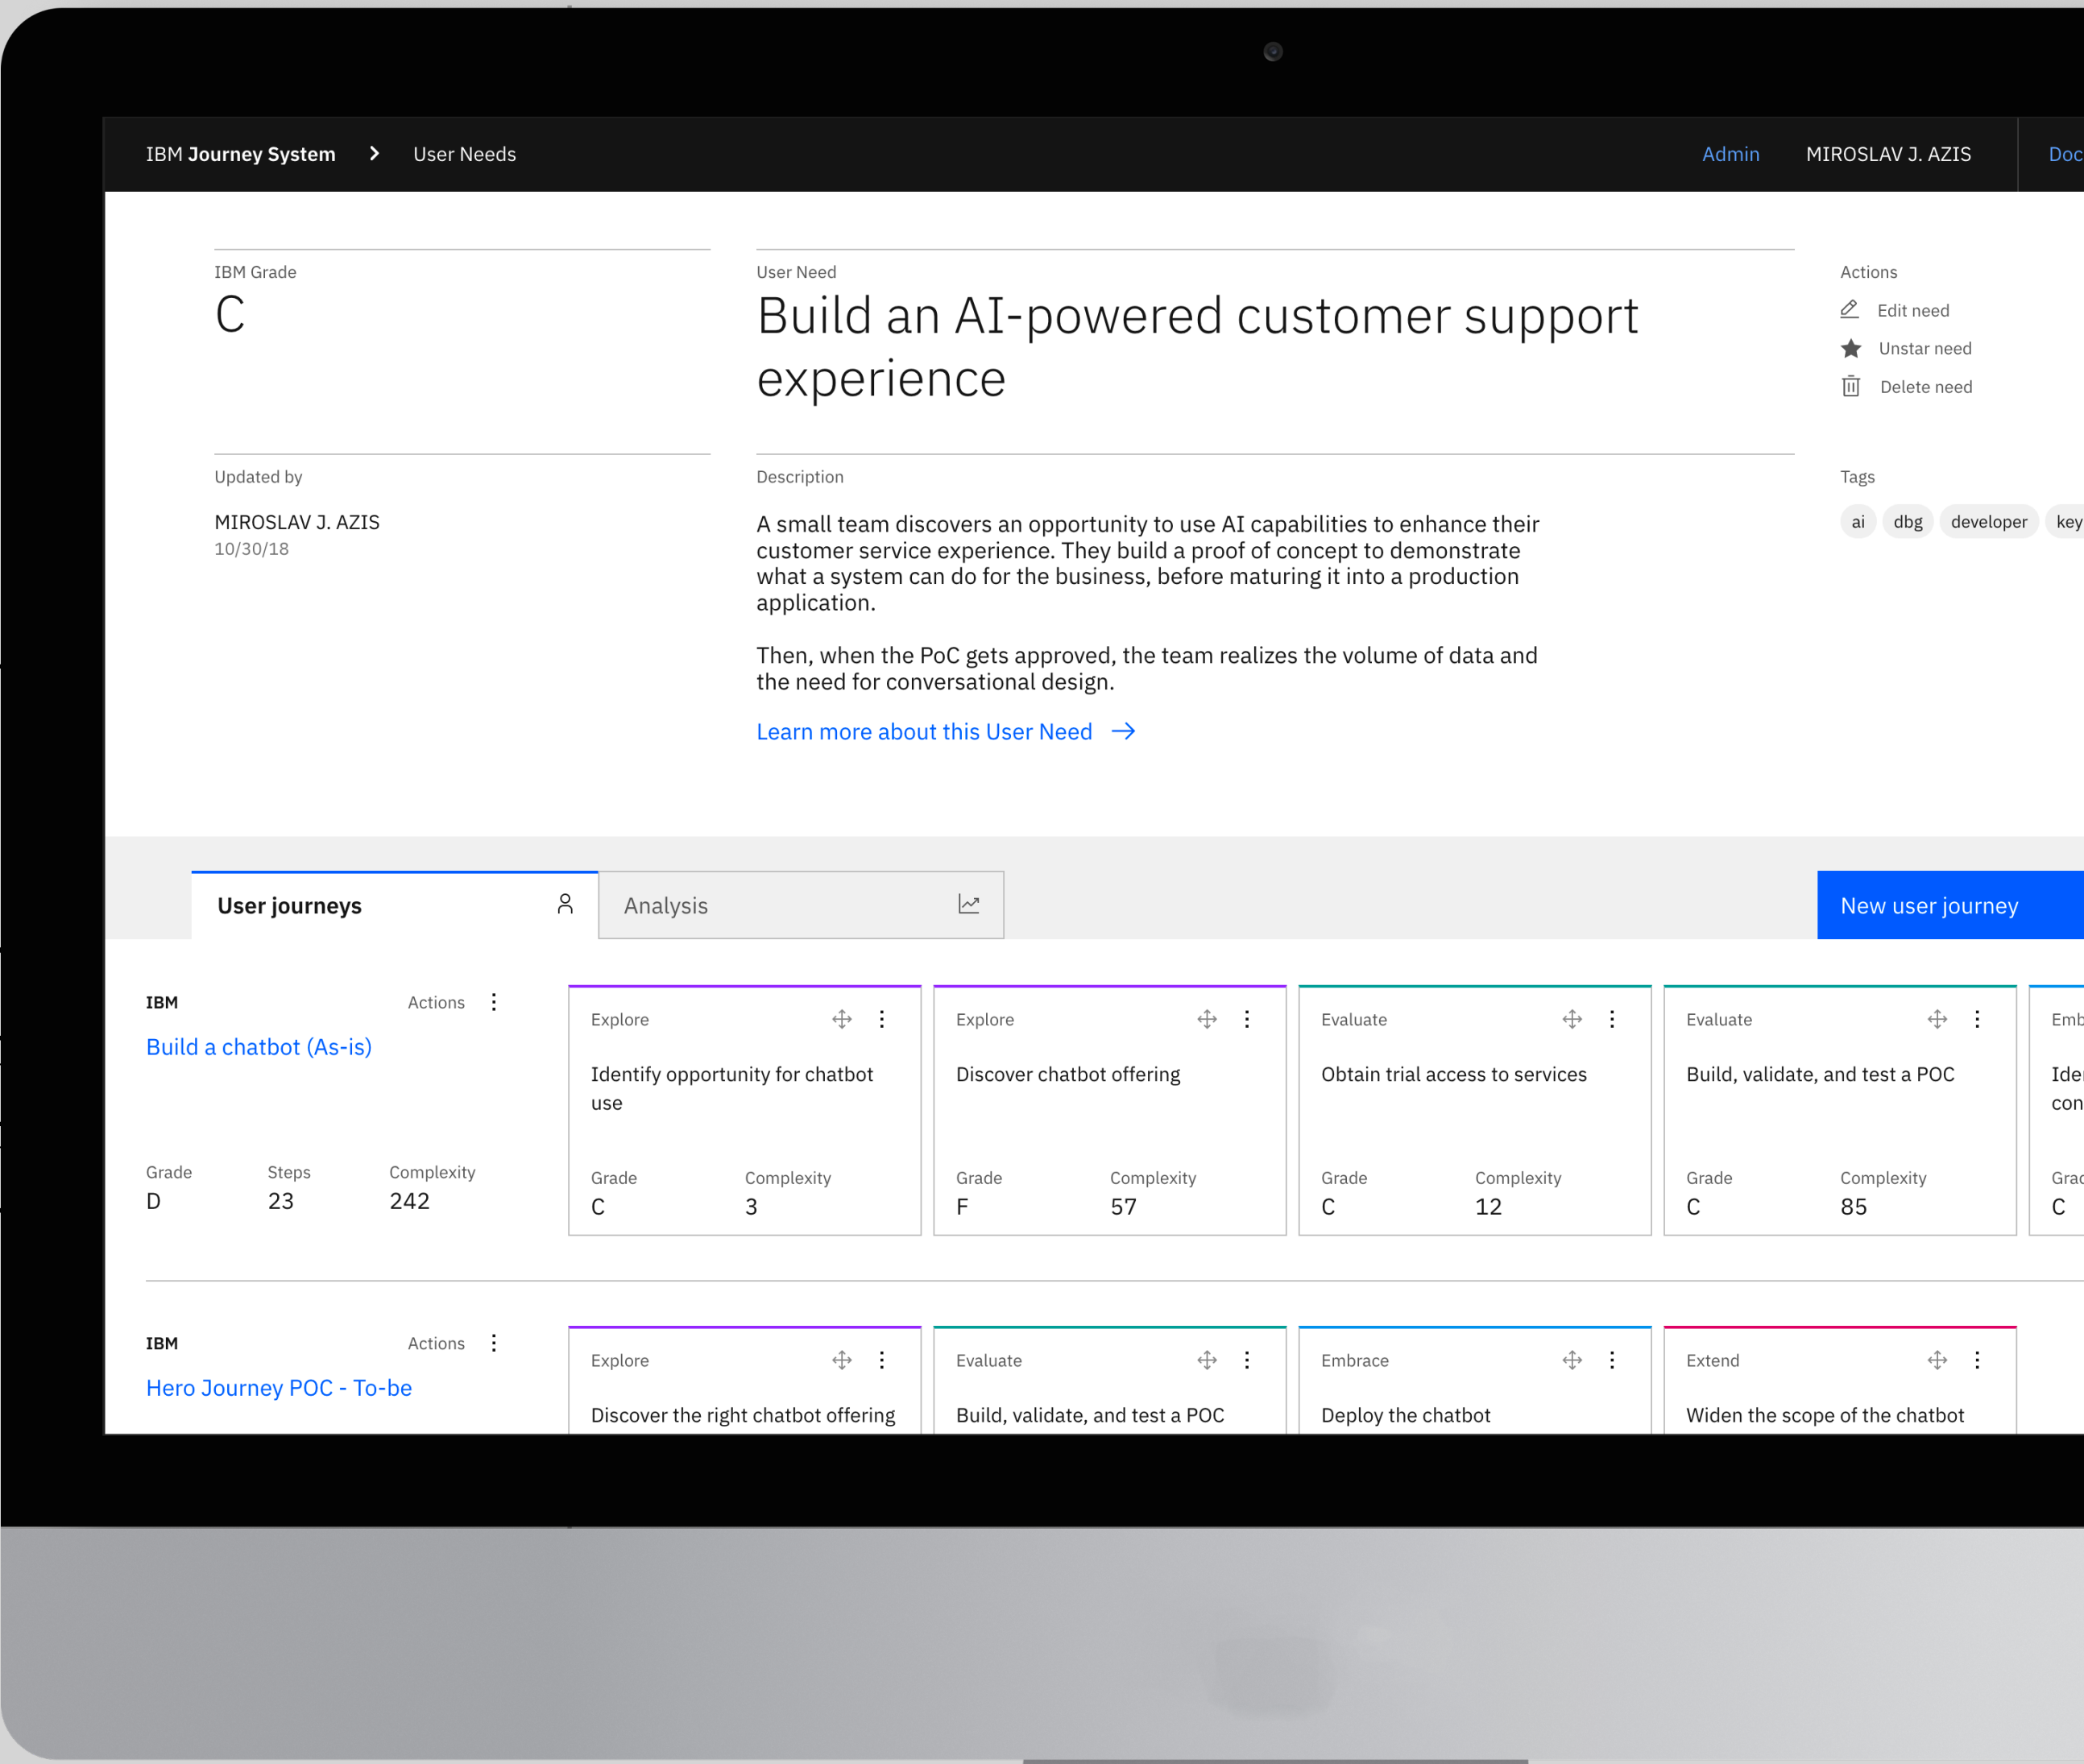 IBM Journey System
User Needs
Admin
MIROSLAV J. AZIS
IBM Grade
C
User Need
Build an AI-powered customer support
experience
Actions
Edit need
Unstar need
Delete need
Updated by
MIROSLAV J. AZIS
10/30/18
Description
A small team discovers an opportunity to use AI capabilities to enhance their
customer service experience. They build a proof of concept to demonstrate
what a system can do for the business, before maturing it into a production
application.
Then, when the PoC gets approved, the team realizes the volume of data and
the need for conversational design.
Learn more about this User Need
Tags
ai dbg developer key
User journeys
Analysis
New user journey
IBM
Actions
Build a chatbot (As-is)
Grade Steps Complexity
D 23 242
Explore
Identify opportunity for chatbot
use
Grade Complexity
C 3
Explore
Discover chatbot offering
Grade Complexity
F 57
Evaluate
Obtain trial access to services
Grade Complexity
C 12
Evaluate
Build, validate, and test a POC
Grade Complexity
C 85
C
IBM
Actions
Hero Journey POC - To-be
Explore
Discover the right chatbot offering
Evaluate
Build, validate, and test a POC
Embrace
Deploy the chatbot
Extend
Widen the scope of the chatbot